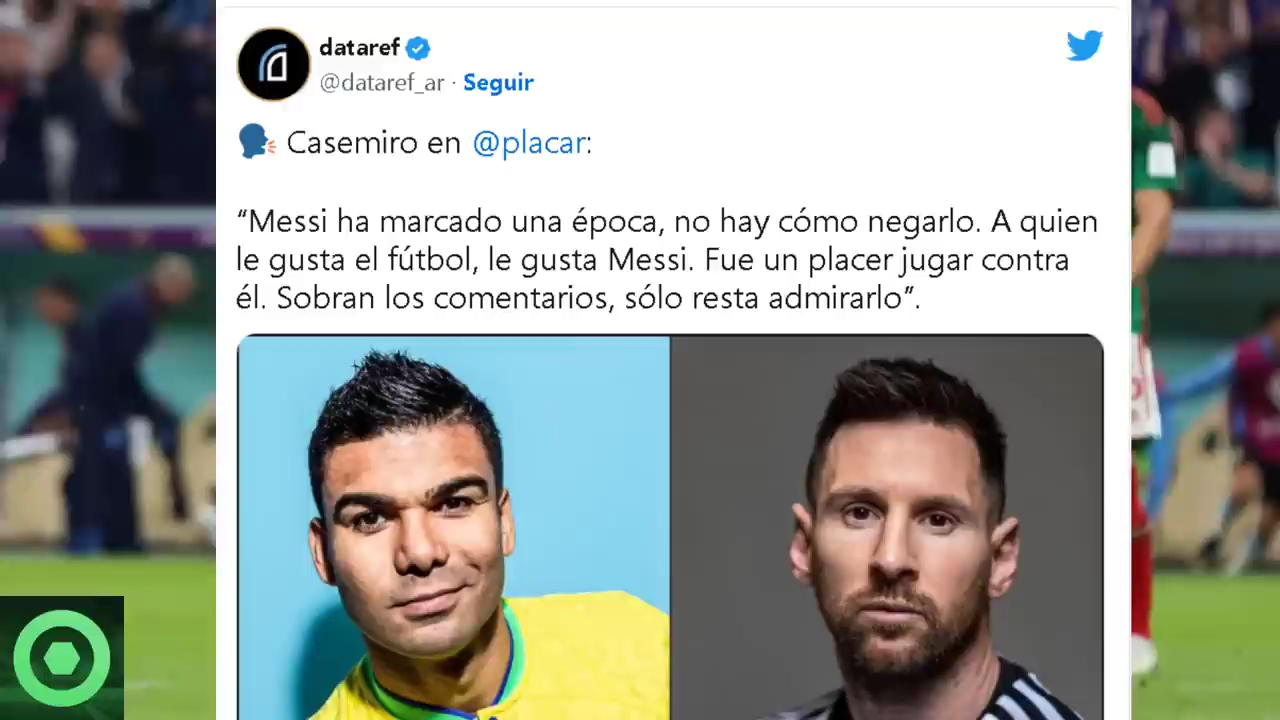 dataref
@dataref_ar · Seguir
Casemiro en @placar:
“Messi ha marcado una época, no hay cómo negarlo. A quien
le gusta el fútbol, le gusta Messi. Fue un placer jugar contra
él. Sobran los comentarios, sólo resta admirarlo”.